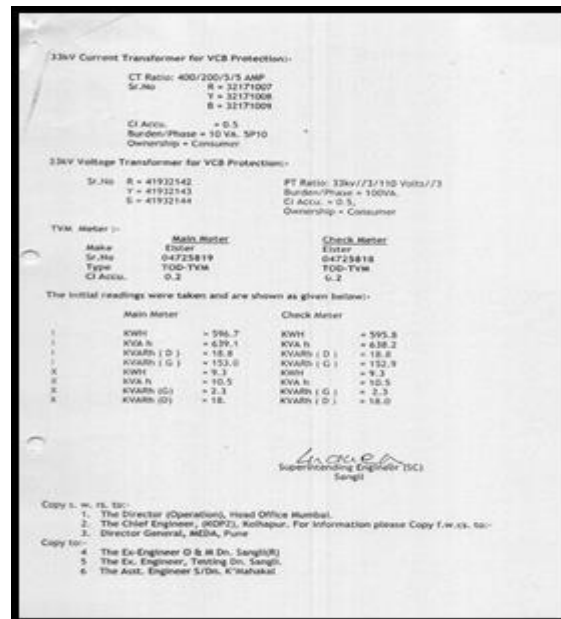 33kV Current Transformer for VCB Protection:-
CT Ratio: 400/200/5/5 AMP
Sr.No R = 32171007
Y = 32171008
B = 32171009
Cl Accu. = 0.5
Burden/Phase = 10 VA. 5P10
Ownership = Consumer
33kV Voltage Transformer for VCB Protection:-
Sr.No R = 41932142 PT Ratio: 33kv//3/110 Volts//3
Y = 41932143 Burden/Phase = 100VA.
B = 41932144 Cl Accu. = 0.5,
Ownership = Consumer
TVM Meter :-
Main Meter Check Meter
Make Elster Elster
Sr.No 04725819 04725818
Type TOD-TVM TOD-TVM
Cl Accu. 0.2 0.2
The initial readings were taken and are shown as given below:-
Main Meter Check Meter
I KWH = 596.7 KWH = 595.8
I KVA h = 639.1 KVA h = 638.2
I KVARh ( D ) = 18.8 KVARh ( D ) = 18.8
I KVARh ( G ) = 153.0 KVARh ( G ) = 152.9
X KWH = 9.3 KWH = 9.3
X KVA h = 10.5 KVA h = 10.5
X KVARh (G) = 2.3 KVARh ( G ) = 2.3
X KVARh (D) = 18. KVARh ( D ) = 18.0
Superintending Engineer (SC)
Sangli
Copy s. w. rs. to:-
1. The Director (Operation), Head Office Mumbai.
2. The Chief Engineer, (KOPZ), Kolhapur. For information please Copy f.w.cs. to:-
3. Director General, MEDA, Pune
Copy to:-
4 The Ex-Engineer O & M Dn. Sangli(R)
5 The Ex. Engineer, Testing Dn. Sangli.
6 The Asst. Engineer S/Dn. K'Mahakal